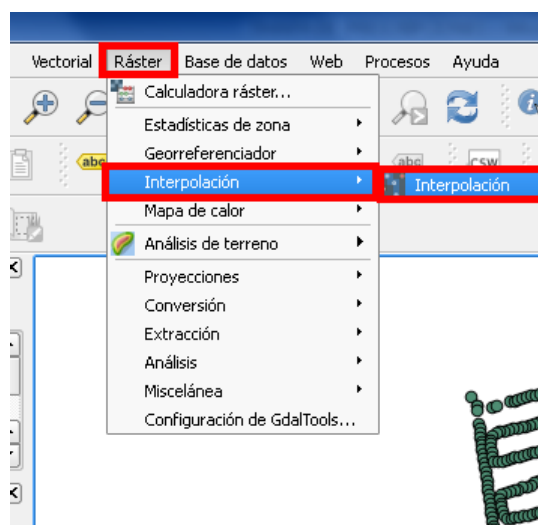 Vectorial Ráster Base de datos Web Procesos Ayuda
Calculadora ráster...
Estadísticas de zona
Georreferenciador
Interpolación
Interpolación
Mapa de calor
Análisis de terreno
Proyecciones
Conversión
Extracción
Análisis
Miscelánea
Configuración de GdalTools...
abc
abc
CSW